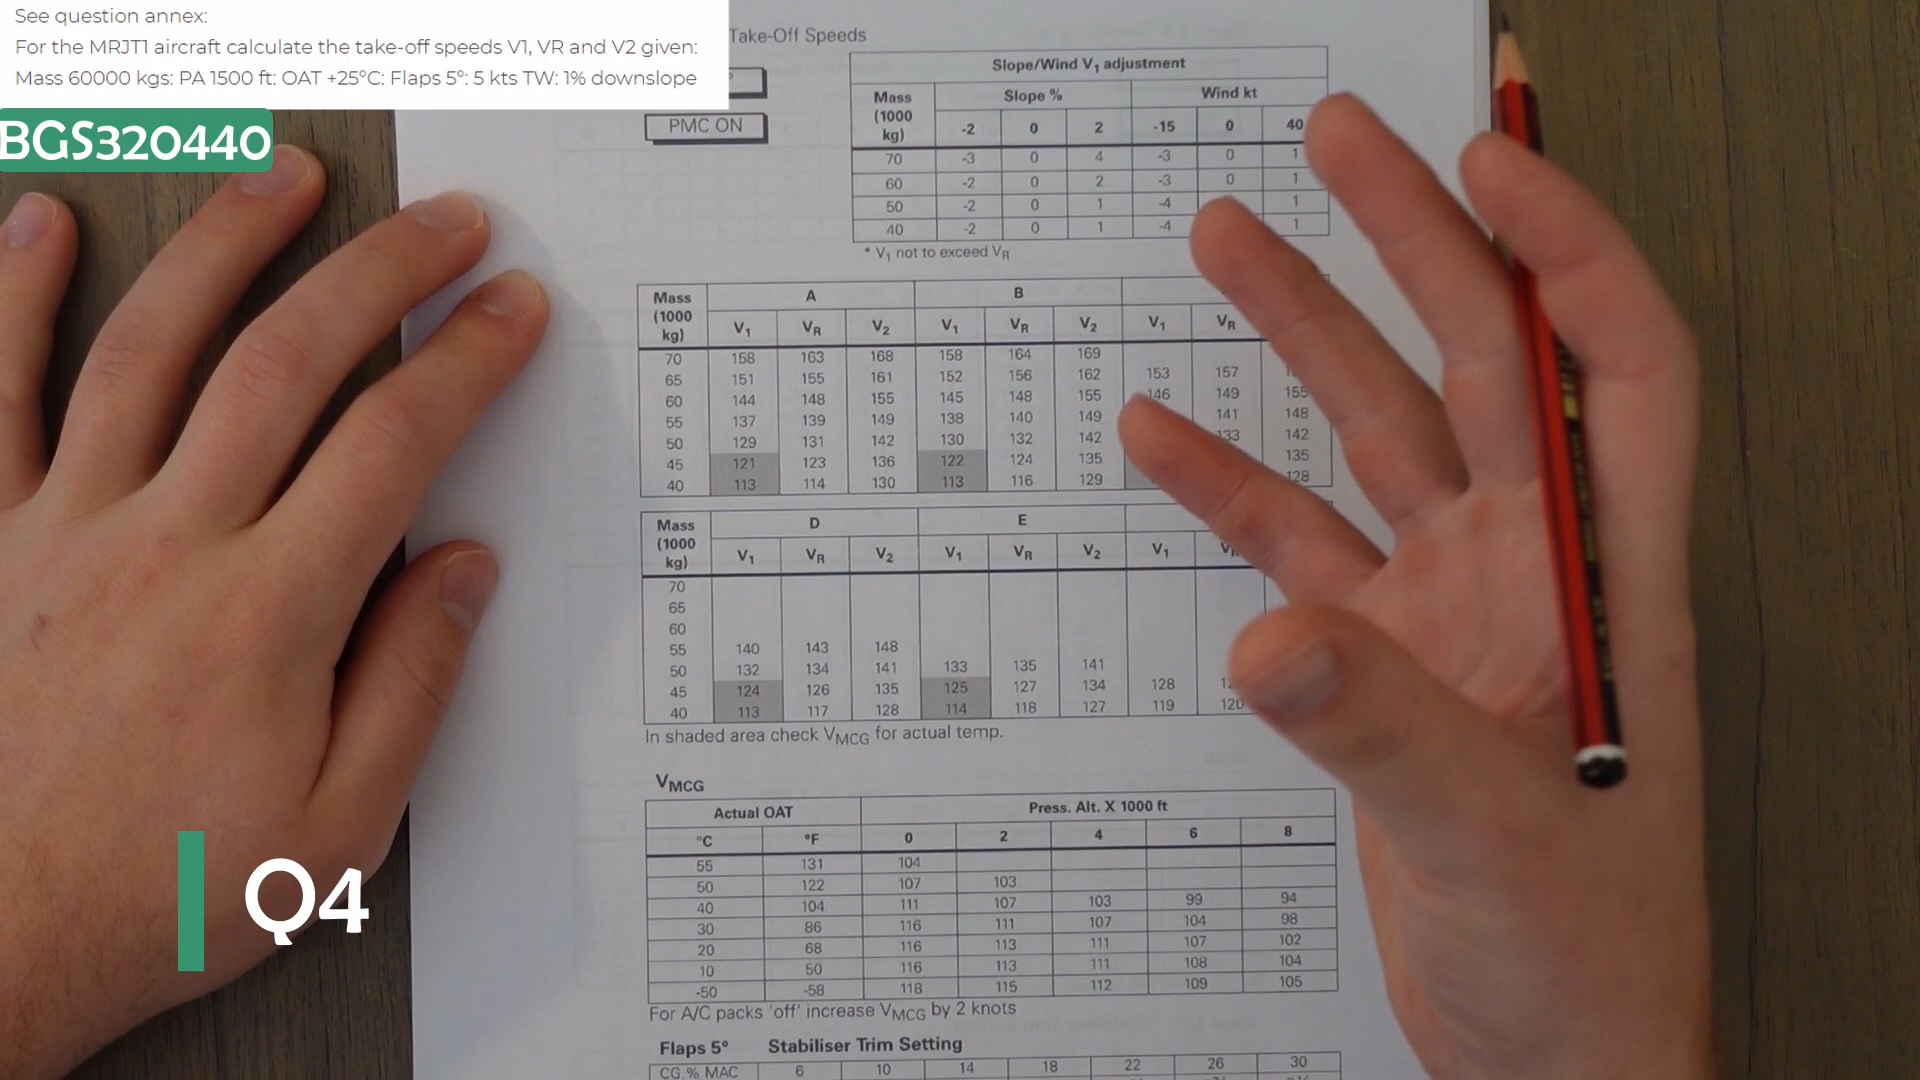 See question annex:
For the MRJT1 aircraft calculate the take-off speeds V1, VR and V2 given:
Mass 60000 kgs: PA 1500 ft: OAT +25°C: Flaps 5°: 5 kts TW: 1% downslope
BGS320440
Take-Off Speeds
PMC ON
Slope/Wind V1 adjustment
Mass (1000 kg) Slope % Wind kt
-2 0 2 -15 0 40
70 -3 0 4 -3 0 1
60 -2 0 2 -3 0 1
50 -2 0 1 -4 1
40 -2 0 1 -4 1
* V1 not to exceed VR
Mass (1000 kg) A B
V1 VR V2 V1 VR V2 V1 VR
70 158 163 168 158 164 169
65 151 155 161 152 156 162 153 157
60 144 148 155 145 148 155 146 149 155
55 137 139 149 138 140 149 141 148
50 129 131 142 130 132 142 133 142
45 121 123 136 122 124 135 135
40 113 114 130 113 116 129 128
Mass (1000 kg) D E
V1 VR V2 V1 VR V2 V1
70
65
60
55 140 143 148
50 132 134 141 133 135 141
45 124 126 135 125 127 134 128
40 113 117 128 114 118 127 119 120
In shaded area check VMCG for actual temp.
VMCG
Actual OAT Press. Alt. X 1000 ft
°C °F 0 2 4 6 8
55 131 104
50 122 107 103
40 104 111 107 103 99 94
30 86 116 111 107 104 98
20 68 116 113 111 107 102
10 50 116 113 111 108 104
-50 -58 118 115 112 109 105
For A/C packs 'off' increase VMCG by 2 knots
Flaps 5° Stabiliser Trim Setting
CG.% MAC 6 10 14 18 22 26 30
Q4